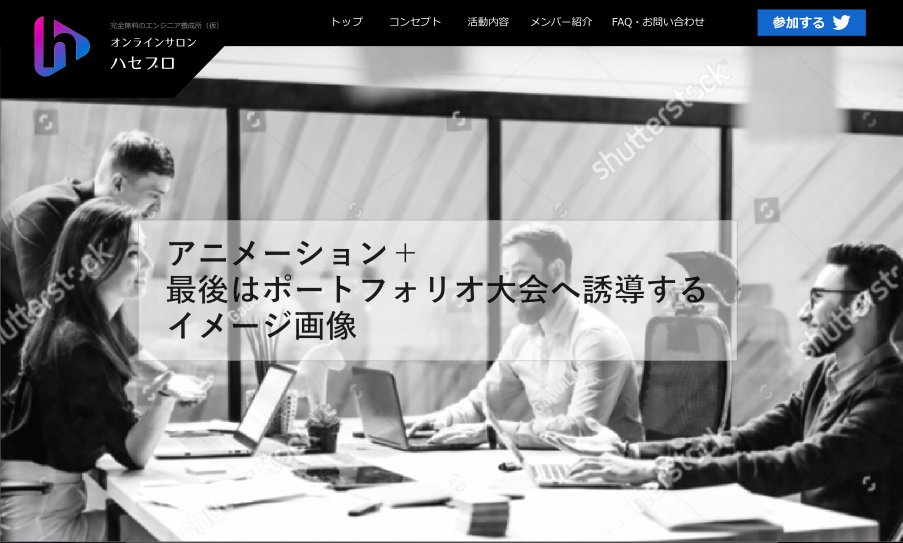 完全無料のエンジニア養成所（仮）
オンラインサロン
ハセプロ
トップ コンセプト 活動内容 メンバー紹介 FAQ・お問い合わせ
参加する
アニメーション＋
最後はポートフォリオ大会へ誘導する
イメージ画像
shutterstock
shutterstock
shutterstock